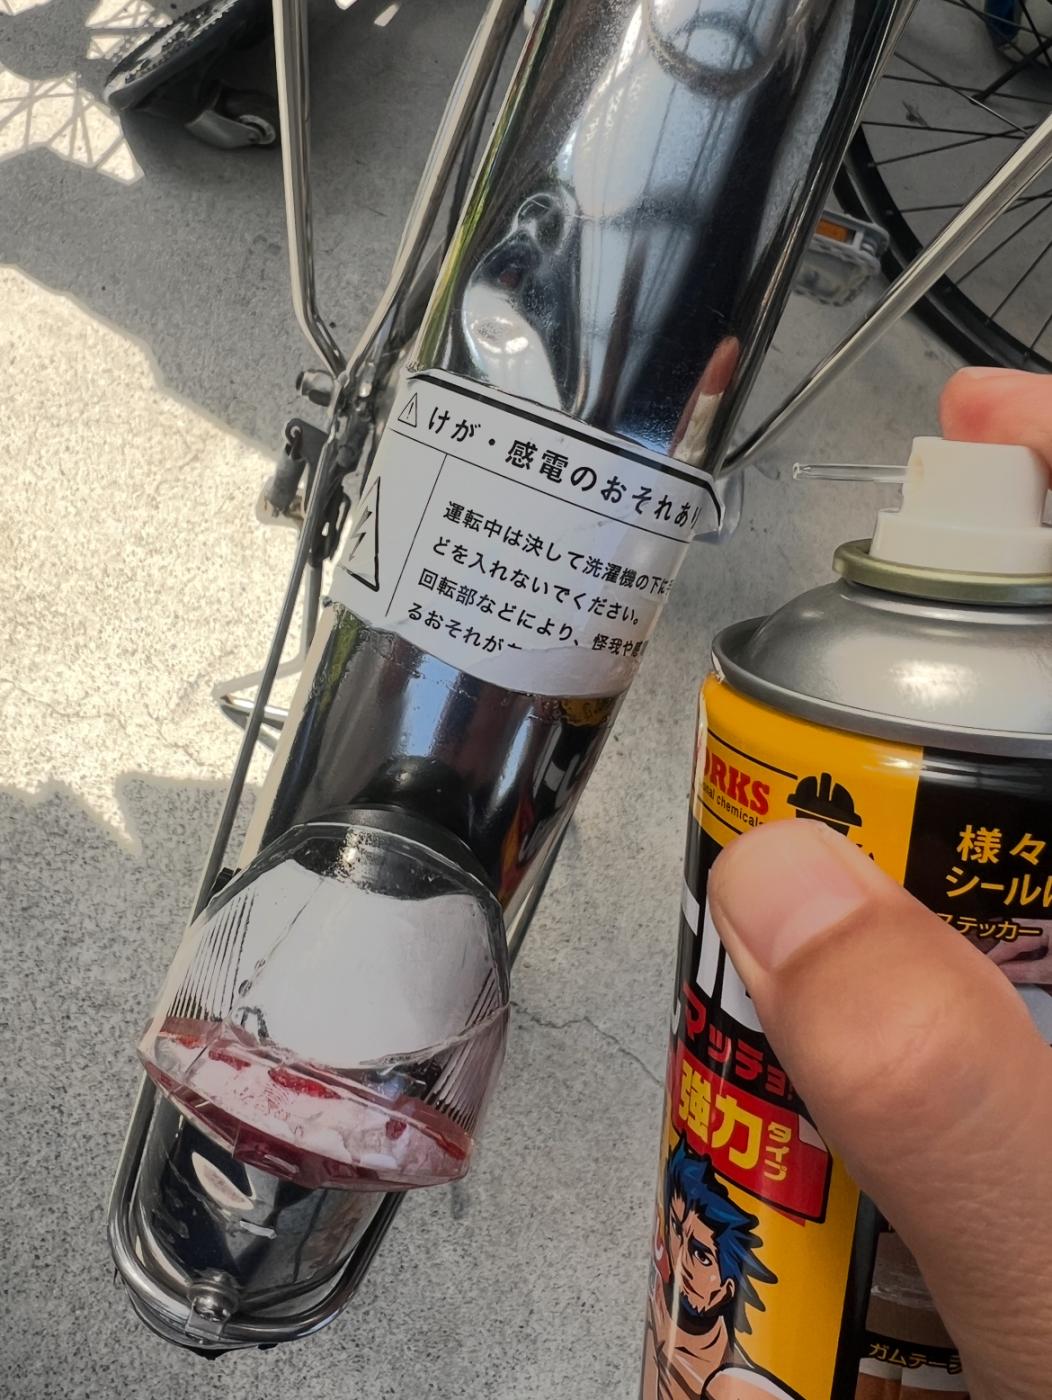 けが・感電のおそれあり
運転中は決して洗濯機の下に
どを入れないでください。
回転部などにより、怪我や
るおそれが
ORKS
onal chemicals
様々
シールに
ステッカー
マッチョ
強力
タイプ
ガムテー